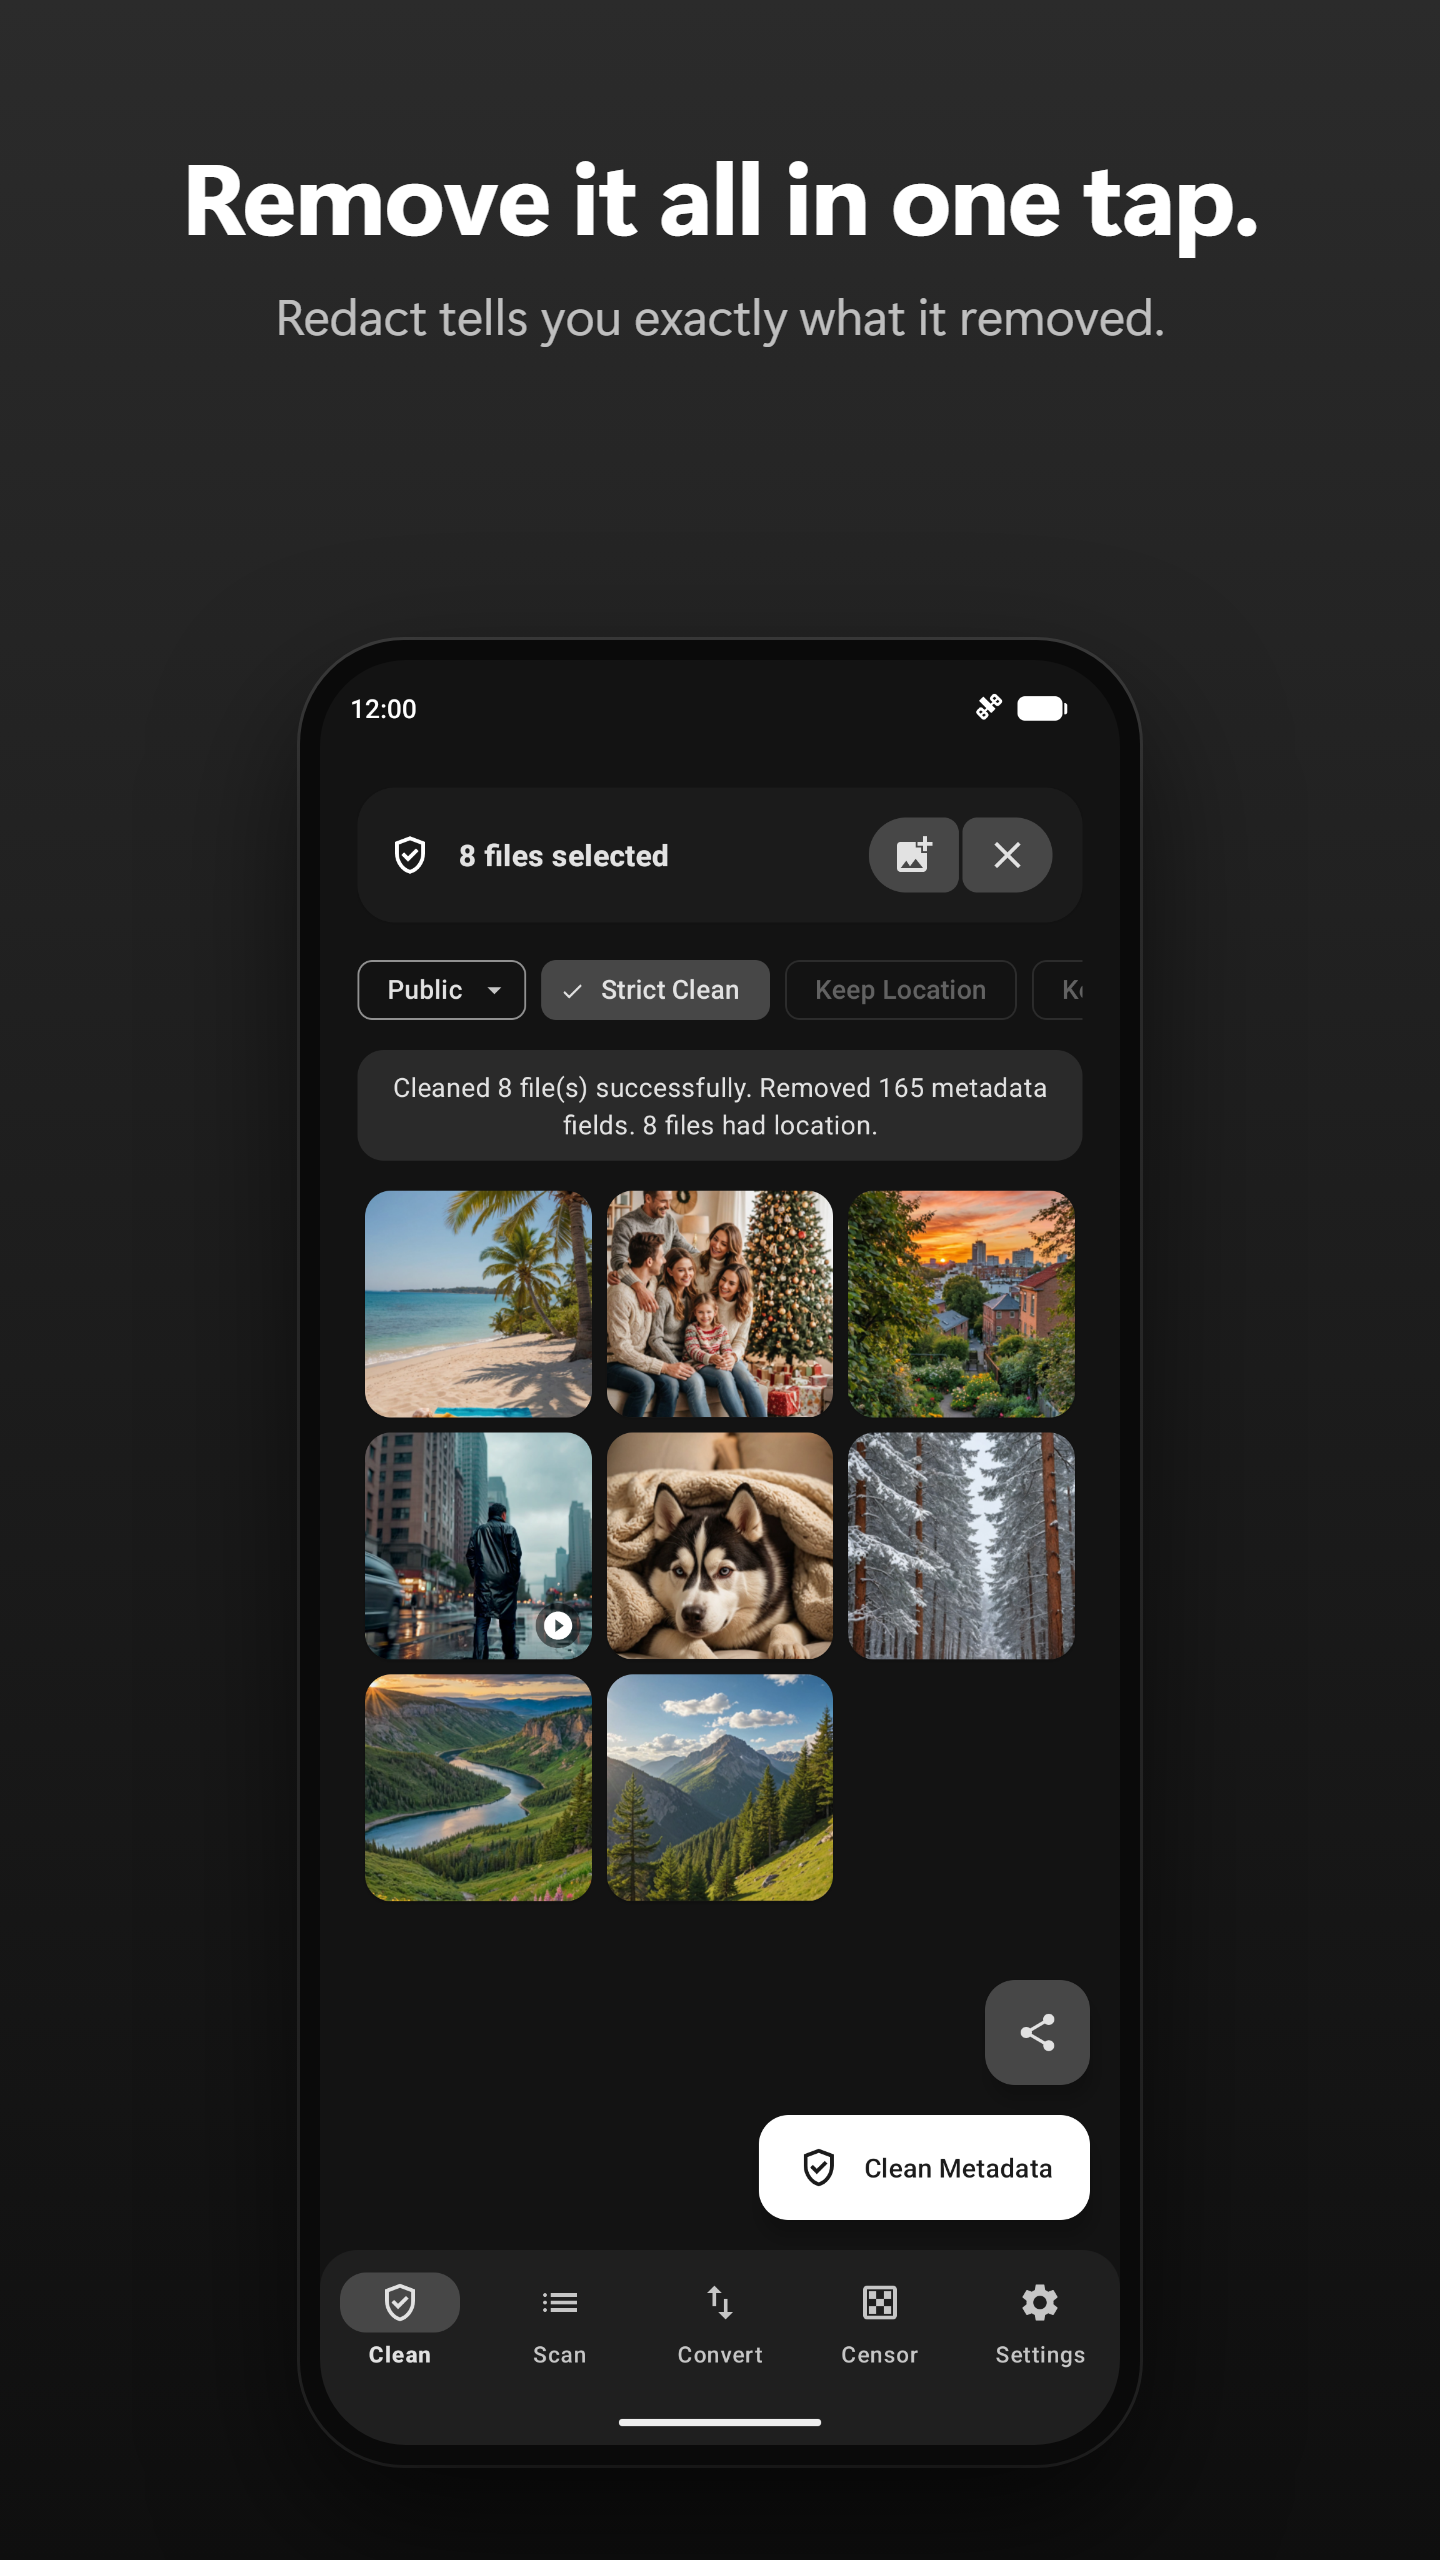 Remove it all in one tap.
Redact tells you exactly what it removed.
12:00
8 files selected
Public
Strict Clean
Keep Location
Cleaned 8 file(s) successfully. Removed 165 metadata
fields. 8 files had location.
Clean Metadata
Clean
Scan
Convert
Censor
Settings